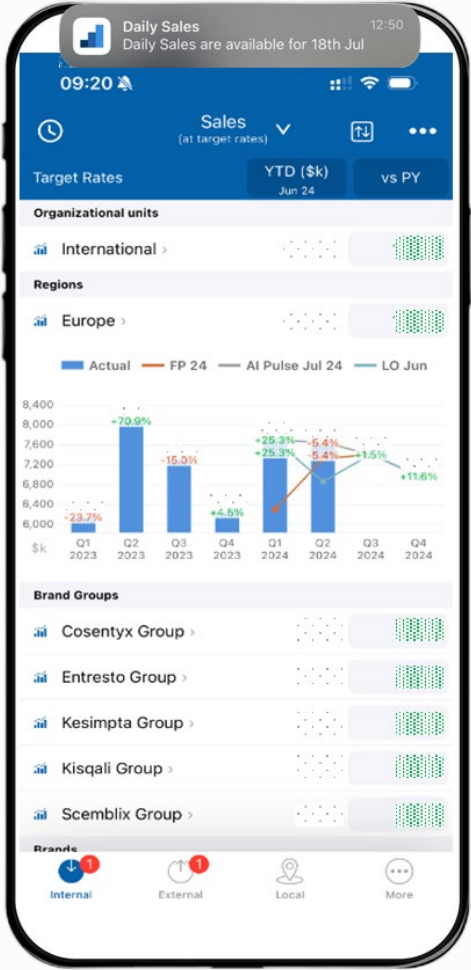 Daily Sales 12:50
Daily Sales are available for 18th Jul
09:20
Sales
(at target rates)
Target Rates YTD ($k) vs PY
Jun 24
Organizational units
International
Regions
Europe
Actual FP 24 AI Pulse Jul 24 LO Jun
8,400
8,000
7,600
7,200
6,800
6,400
6,000
$k
-23.7%
+70.9%
-15.0%
+4.5%
+25.3%
+25.3%
-5.4%
-5.4%
+1.5%
+11.6%
Q1 Q2 Q3 Q4 Q1 Q2 Q3 Q4
2023 2023 2023 2023 2024 2024 2024 2024
Brand Groups
Cosentyx Group
Entresto Group
Kesimpta Group
Kisqali Group
Scemblix Group
Brands
1 1
Internal External Local More